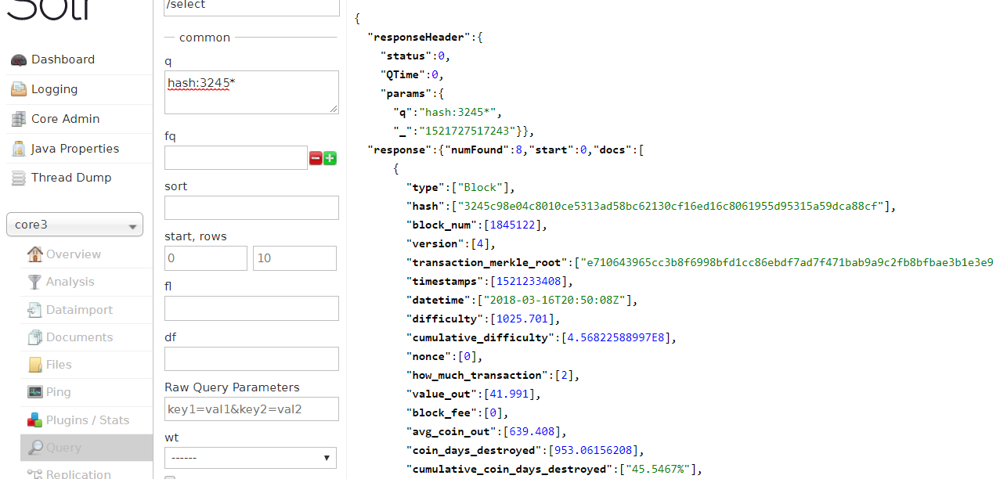 Solr
Dashboard
Logging
Core Admin
Java Properties
Thread Dump
core3
Overview
Analysis
Dataimport
Documents
Files
Ping
Plugins / Stats
Query
Replication
/select
common
q
hash:3245*
fq
sort
start, rows
0 10
fl
df
Raw Query Parameters
key1=val1&key2=val2
wt
------
{
"responseHeader":{
"status":0,
"QTime":0,
"params":{
"q":"hash:3245*",
"_":"1521727517243"}},
"response":{"numFound":8,"start":0,"docs":[
{
"type":["Block"],
"hash":["3245c98e04c8010ce5313ad58bc62130cf16ed16c8061955d95315a59dca88cf"],
"block_num":[1845122],
"version":[4],
"transaction_merkle_root":["e710643965cc3b8f6998bfd1cc86ebdf7ad7f471bab9a9c2fb8bfbae3b1e3e9
"timestamps":[1521233408],
"datetime":["2018-03-16T20:50:08Z"],
"difficulty":[1025.701],
"cumulative_difficulty":[4.56822588997E8],
"nonce":[0],
"how_much_transaction":[2],
"value_out":[41.991],
"block_fee":[0],
"avg_coin_out":[639.408],
"coin_days_destroyed":[953.06156208],
"cumulative_coin_days_destroyed":["45.5467%"],